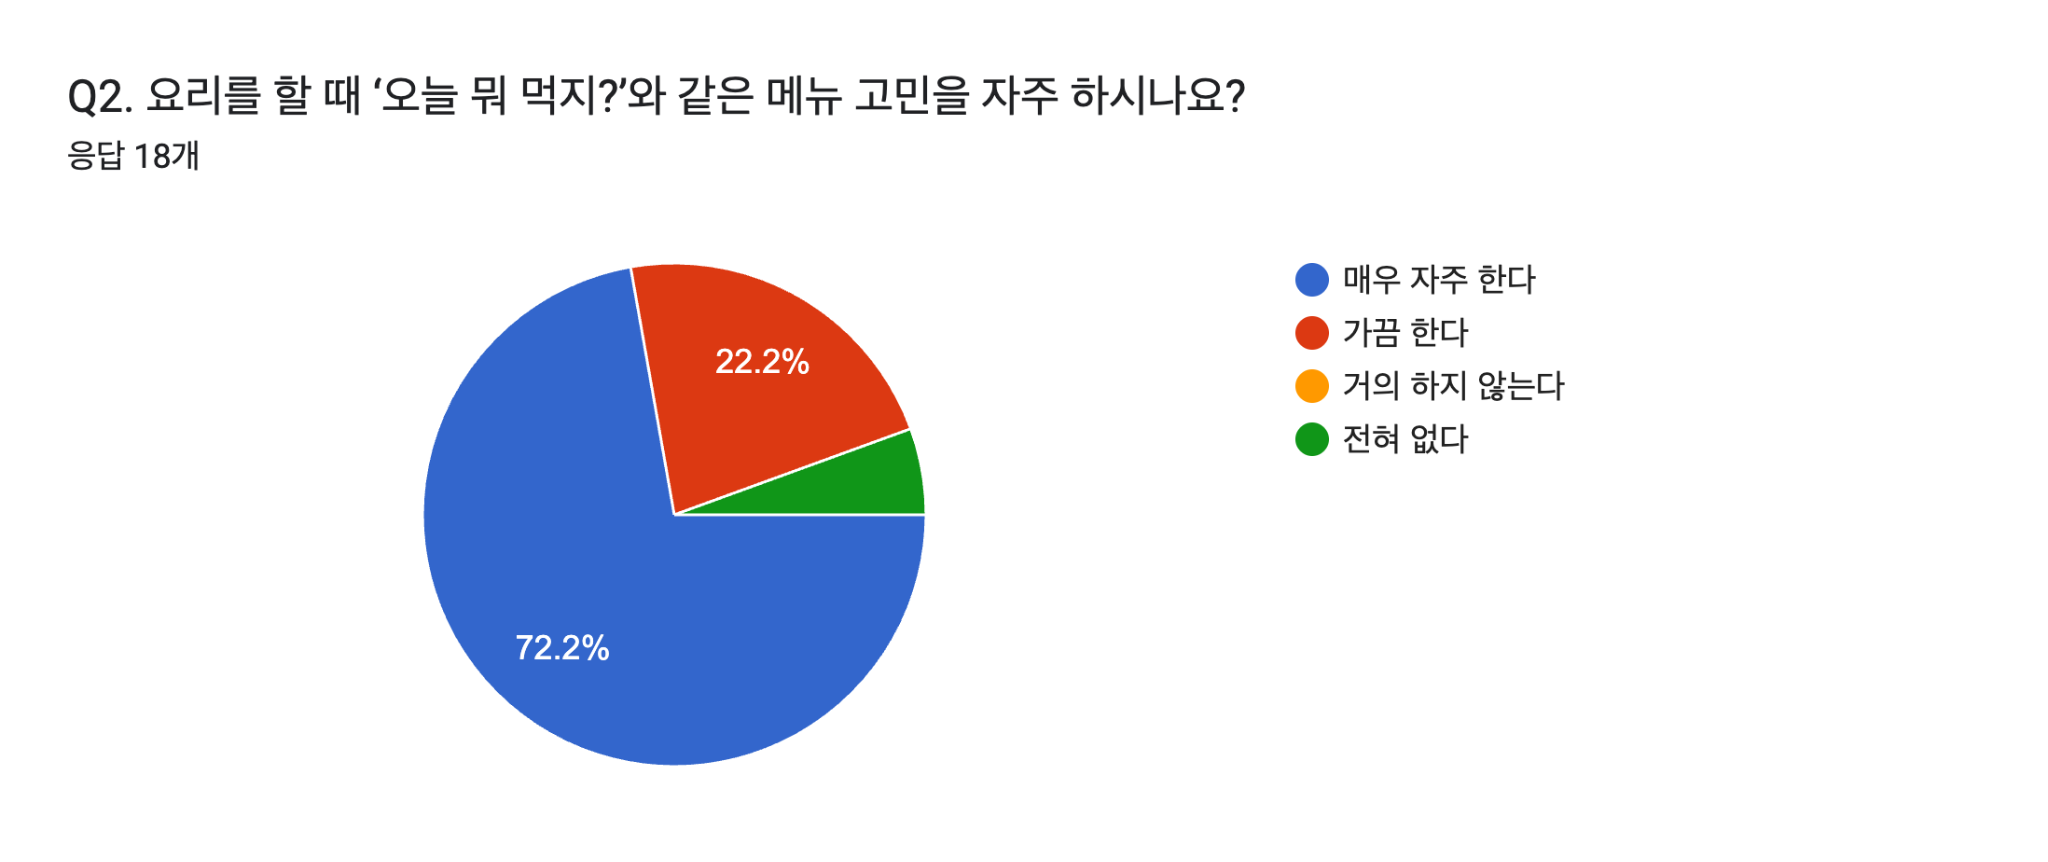 Q2. 요리를 할 때 ‘오늘 뭐 먹지?’와 같은 메뉴 고민을 자주 하시나요?
응답 18개
매우 자주 한다
가끔 한다
거의 하지 않는다
전혀 없다
22.2%
72.2%